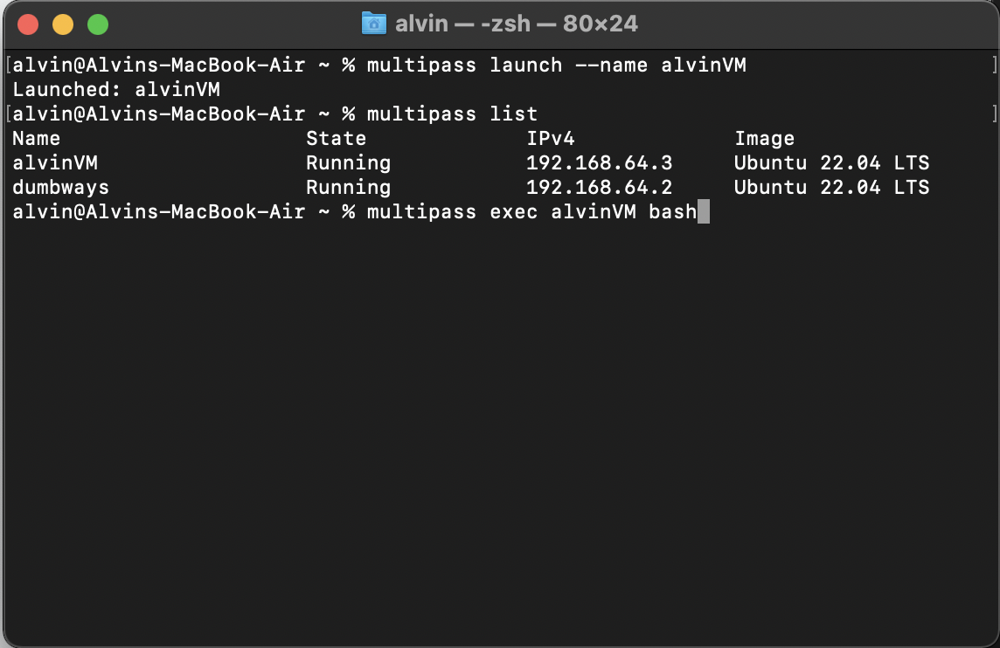 alvin — -zsh — 80×24
[alvin@Alvins-MacBook-Air ~ % multipass launch --name alvinVM ]
Launched: alvinVM
[alvin@Alvins-MacBook-Air ~ % multipass list ]
Name State IPv4 Image
alvinVM Running 192.168.64.3 Ubuntu 22.04 LTS
dumbways Running 192.168.64.2 Ubuntu 22.04 LTS
alvin@Alvins-MacBook-Air ~ % multipass exec alvinVM bash